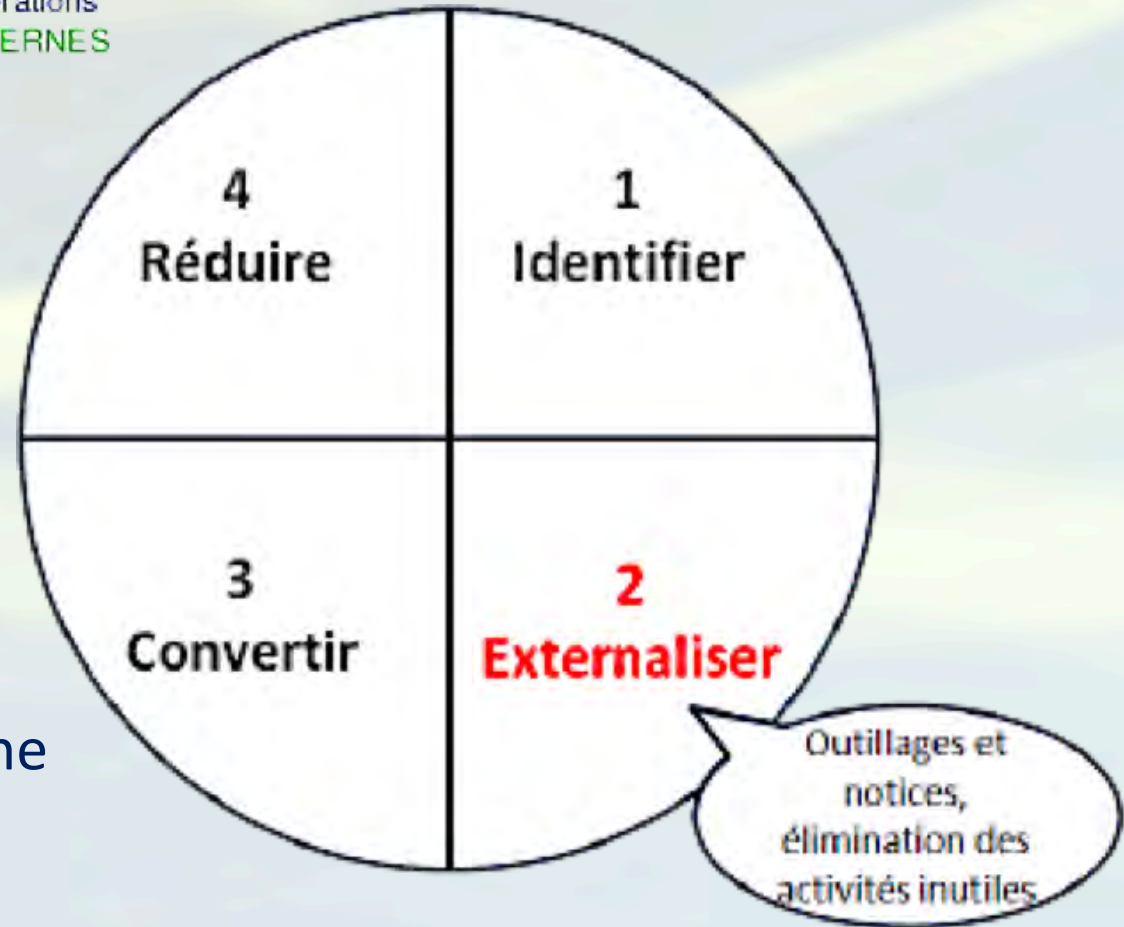 4
Réduire
1
Identifier
3
Convertir
2
Externaliser
Outillages et
notices,
élimination des
activités inutiles